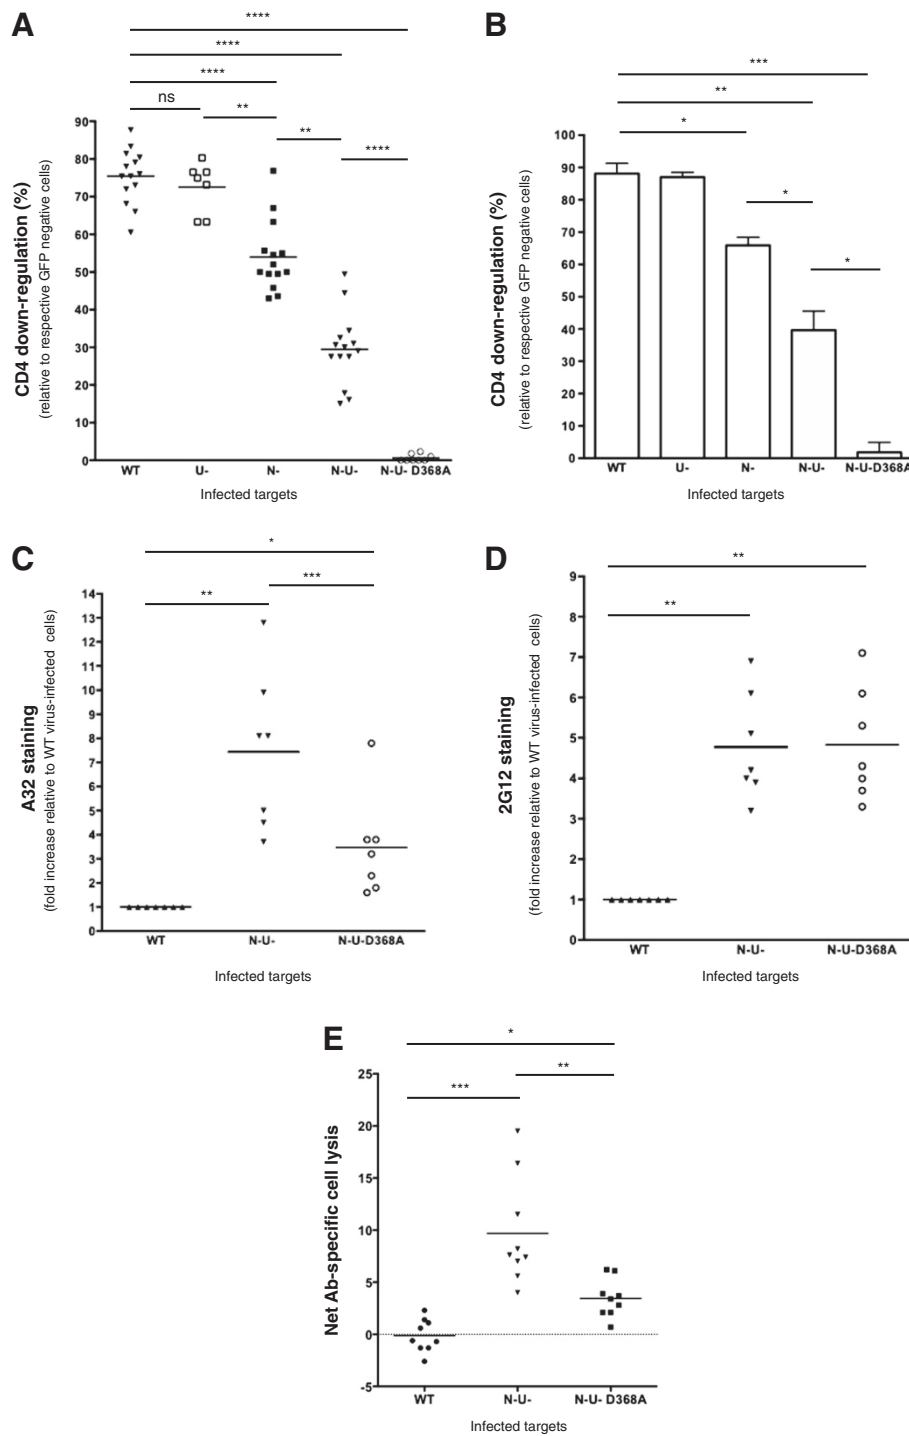 A
****
****
****
ns
**
**
****
CD4 down-regulation (%)
(relative to respective GFP negative cells)
90
80
70
60
50
40
30
20
10
0
WT U- N- N-U- N-U- D368A
Infected targets
B
***
**
*
*
*
CD4 down-regulation (%)
(relative to respective GFP negative cells)
100
90
80
70
60
50
40
30
20
10
0
WT U- N- N-U- N-U-D368A
Infected targets
C
*
***
**
A32 staining
(fold increase relative to WT virus-infected cells)
14
13
12
11
10
9
8
7
6
5
4
3
2
1
0
WT N-U- N-U-D368A
Infected targets
D
**
**
2G12 staining
(fold increase relative to WT virus-infected cells)
9
8
7
6
5
4
3
2
1
0
WT N-U- N-U-D368A
Infected targets
E
*
**
***
Net Ab-specific cell lysis
25
20
15
10
5
0
-5
WT N-U- N-U- D368A
Infected targets